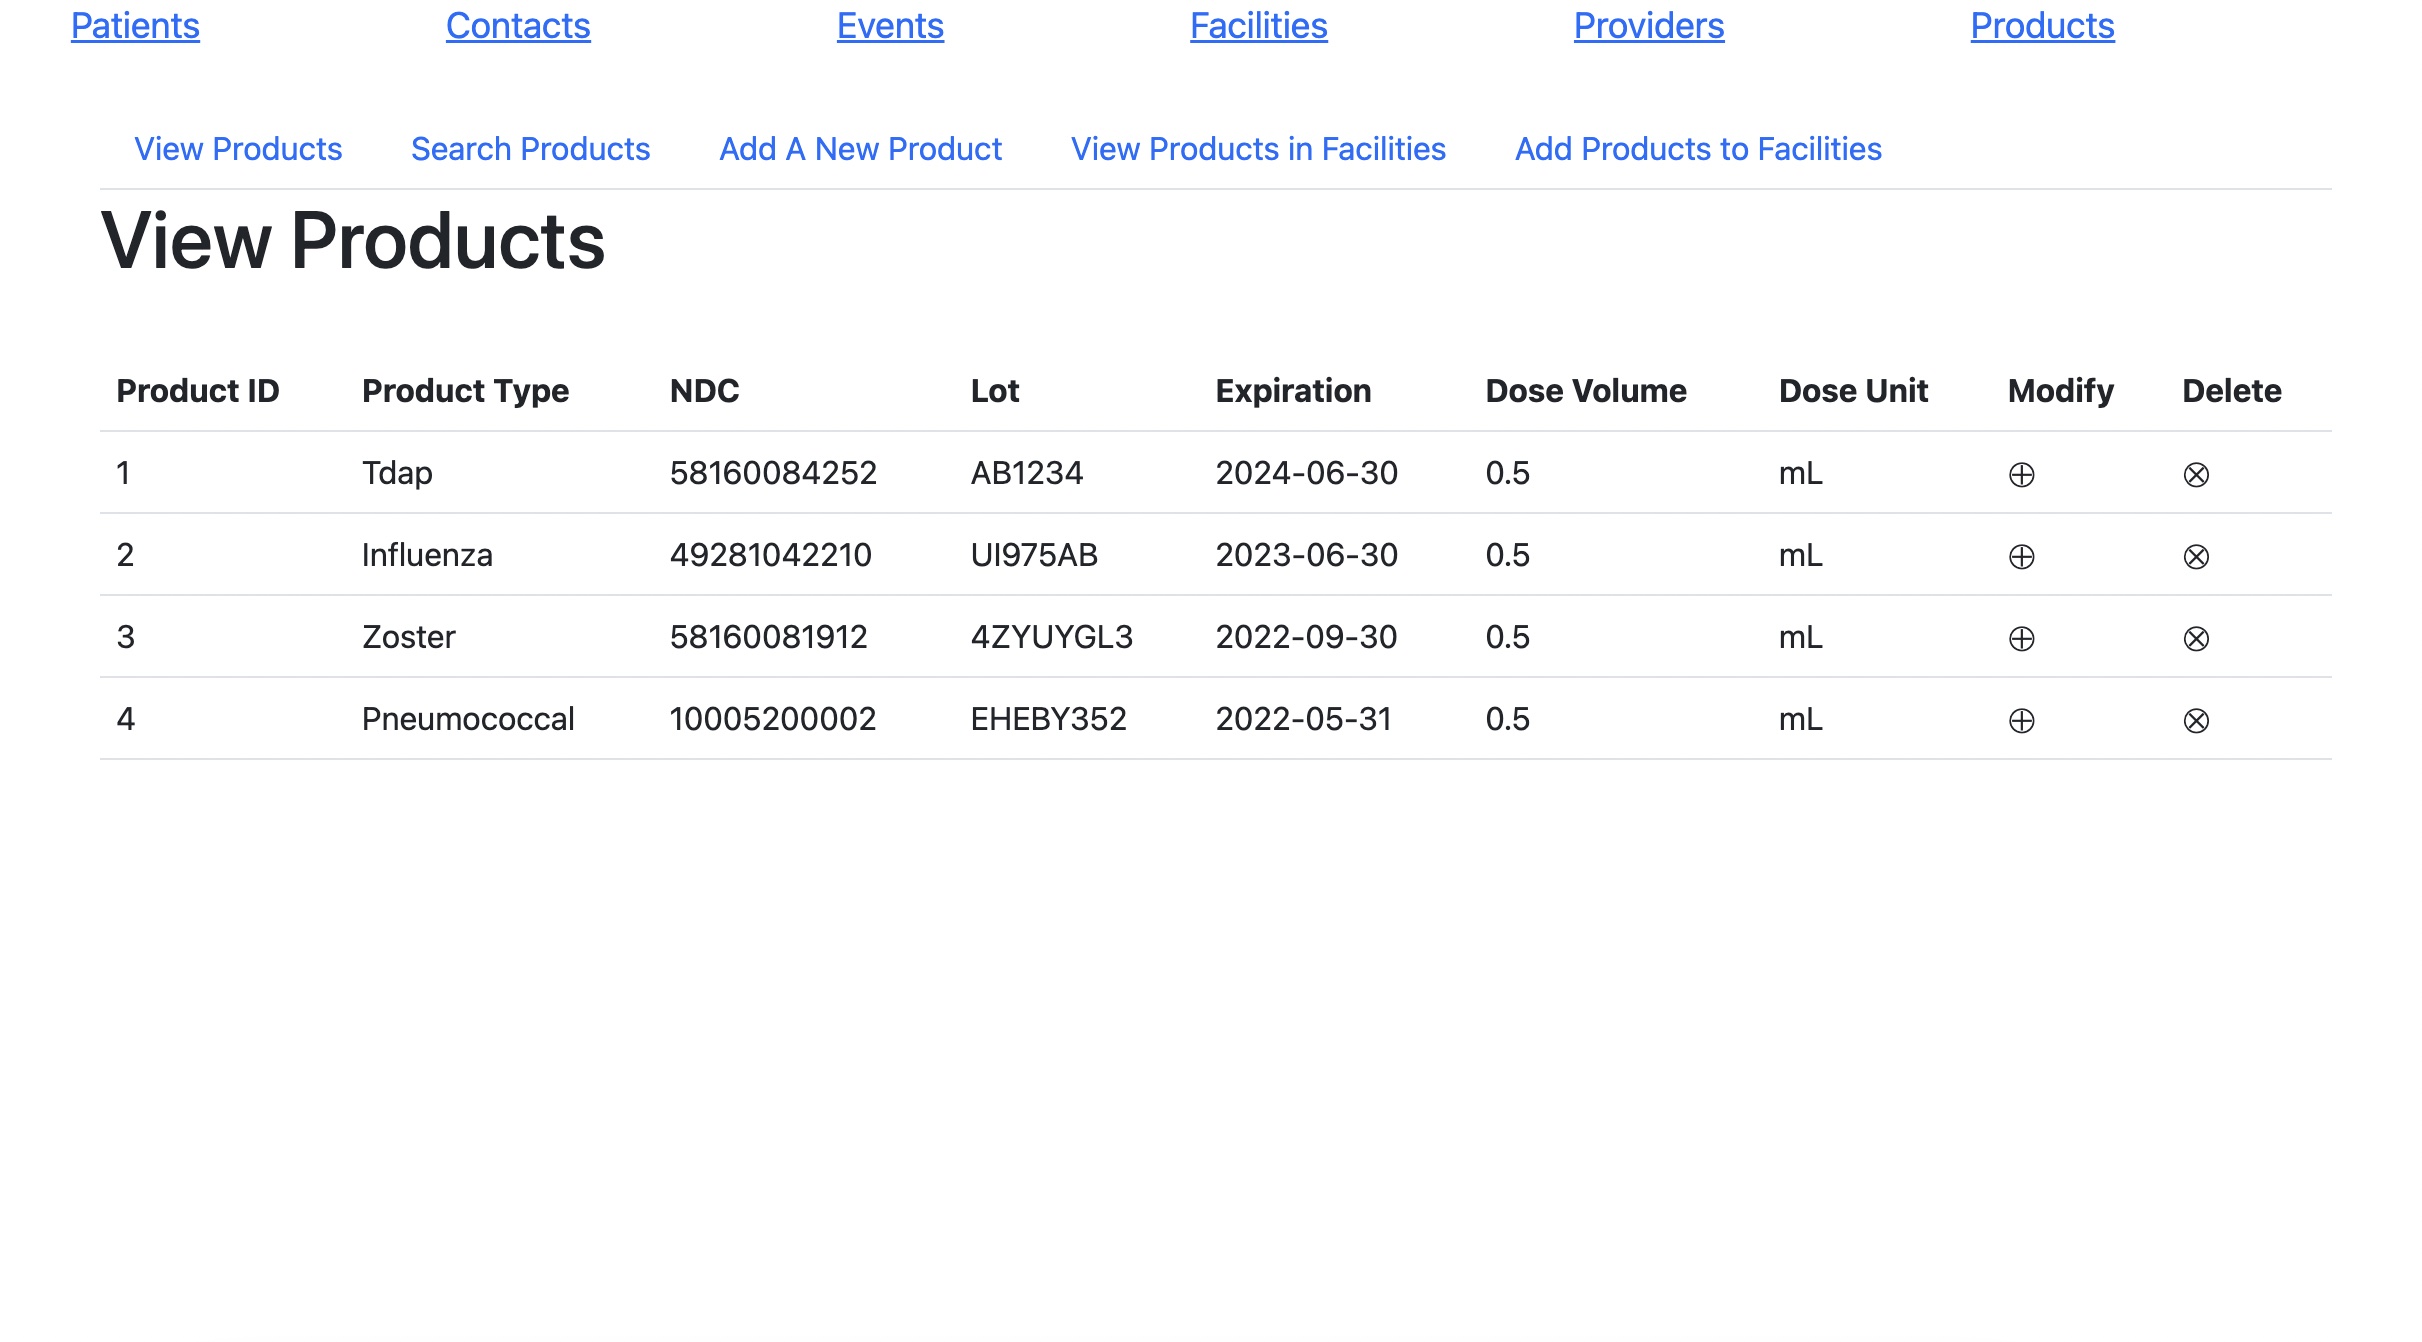 Patients Contacts Events Facilities Providers Products
View Products Search Products Add A New Product View Products in Facilities Add Products to Facilities
View Products
Product ID Product Type NDC Lot Expiration Dose Volume Dose Unit Modify Delete
1 Tdap 58160084252 AB1234 2024-06-30 0.5 mL ⊕ ⊗
2 Influenza 49281042210 UI975AB 2023-06-30 0.5 mL ⊕ ⊗
3 Zoster 58160081912 4ZYUYGL3 2022-09-30 0.5 mL ⊕ ⊗
4 Pneumococcal 10005200002 EHEBY352 2022-05-31 0.5 mL ⊕ ⊗